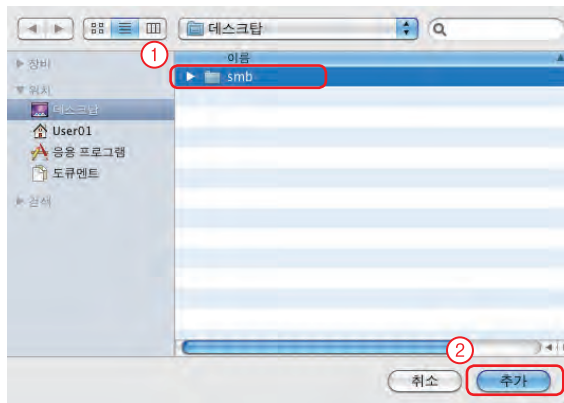 데스크탑
①
이름
장비
smb
위치
데스크탑
User01
응용 프로그램
도큐멘트
검색
②
취소
추가